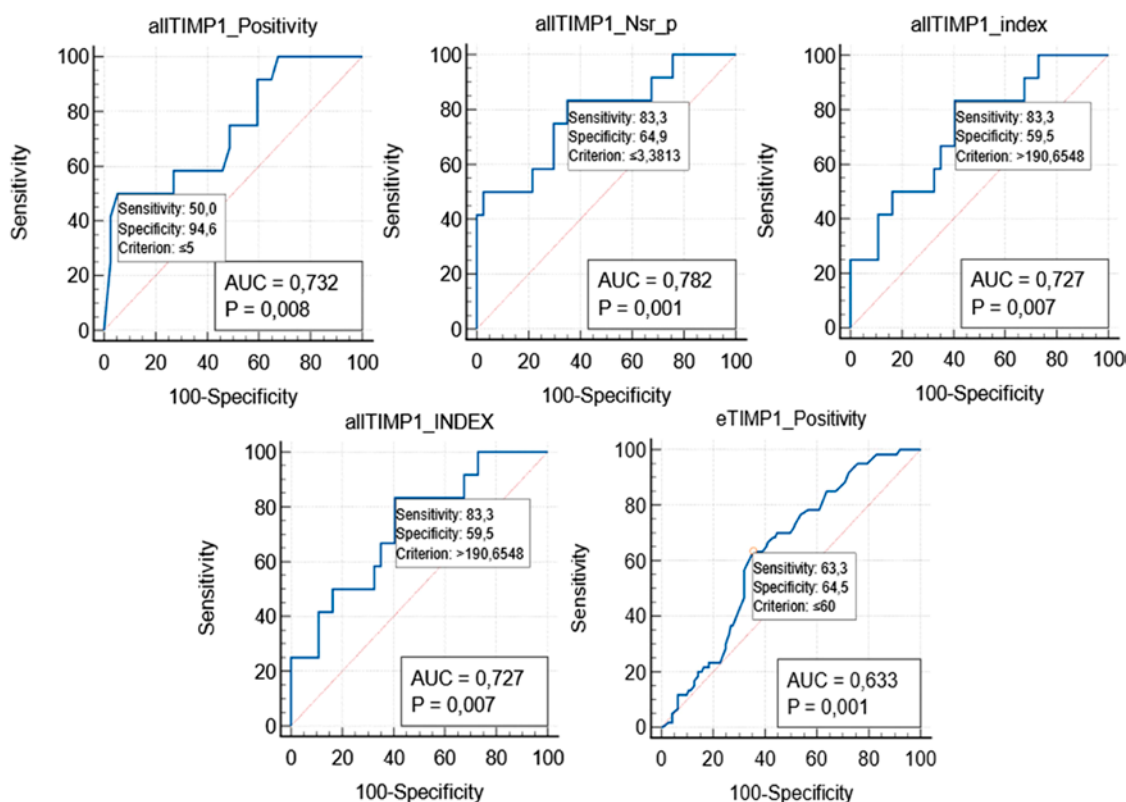 allTIMP1_Positivity
Sensitivity
100
80
60
40
20
0
Sensitivity: 50,0
Specificity: 94,6
Criterion: ≤5
AUC = 0,732
P = 0,008
0 20 40 60 80 100
100-Specificity
allTIMP1_Nsr_p
Sensitivity
100
80
60
40
20
0
Sensitivity: 83,3
Specificity: 64,9
Criterion: ≤3,3813
AUC = 0,782
P = 0,001
0 20 40 60 80 100
100-Specificity
allTIMP1_index
Sensitivity
100
80
60
40
20
0
Sensitivity: 83,3
Specificity: 59,5
Criterion: >190,6548
AUC = 0,727
P = 0,007
0 20 40 60 80 100
100-Specificity
allTIMP1_INDEX
Sensitivity
100
80
60
40
20
0
Sensitivity: 83,3
Specificity: 59,5
Criterion: >190,6548
AUC = 0,727
P = 0,007
0 20 40 60 80 100
100-Specificity
eTIMP1_Positivity
Sensitivity
100
80
60
40
20
0
Sensitivity: 63,3
Specificity: 64,5
Criterion: ≤60
AUC = 0,633
P = 0,001
0 20 40 60 80 100
100-Specificity